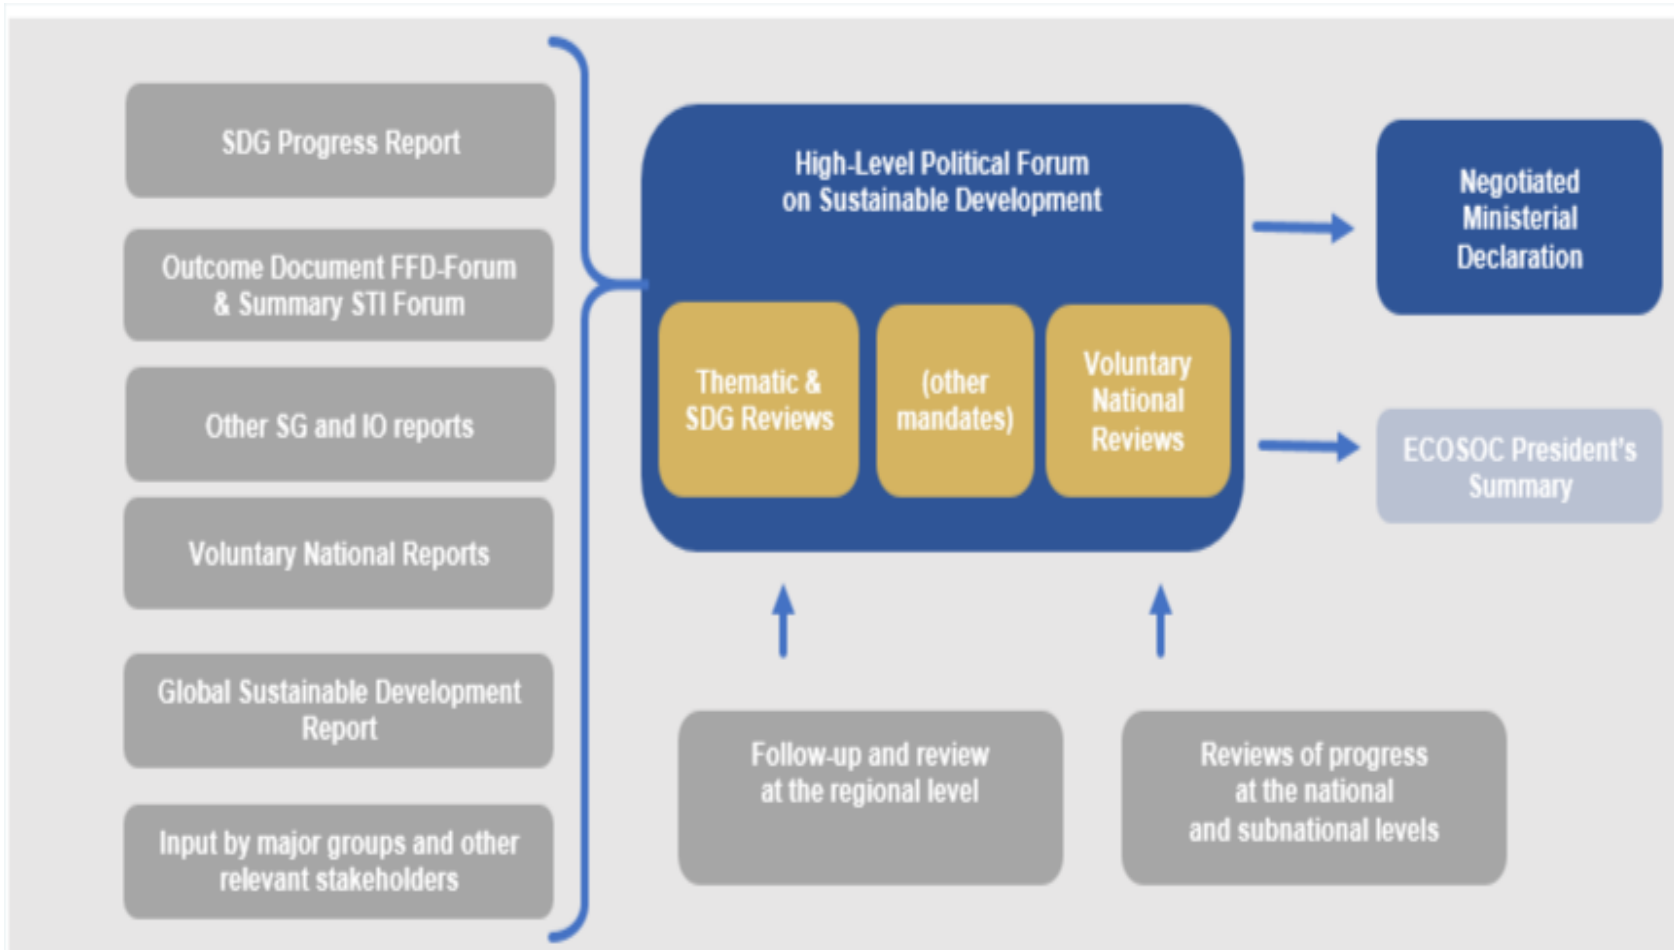 SDG Progress Report
Outcome Document FFD-Forum
& Summary STI Forum
Other SG and IO reports
Voluntary National Reports
Global Sustainable Development
Report
Input by major groups and other
relevant stakeholders
High-Level Political Forum
on Sustainable Development
Thematic &
SDG Reviews
(other
mandates)
Voluntary
National
Reviews
Negotiated
Ministerial
Declaration
ECOSOC President's
Summary
Follow-up and review
at the regional level
Reviews of progress
at the national
and subnational levels